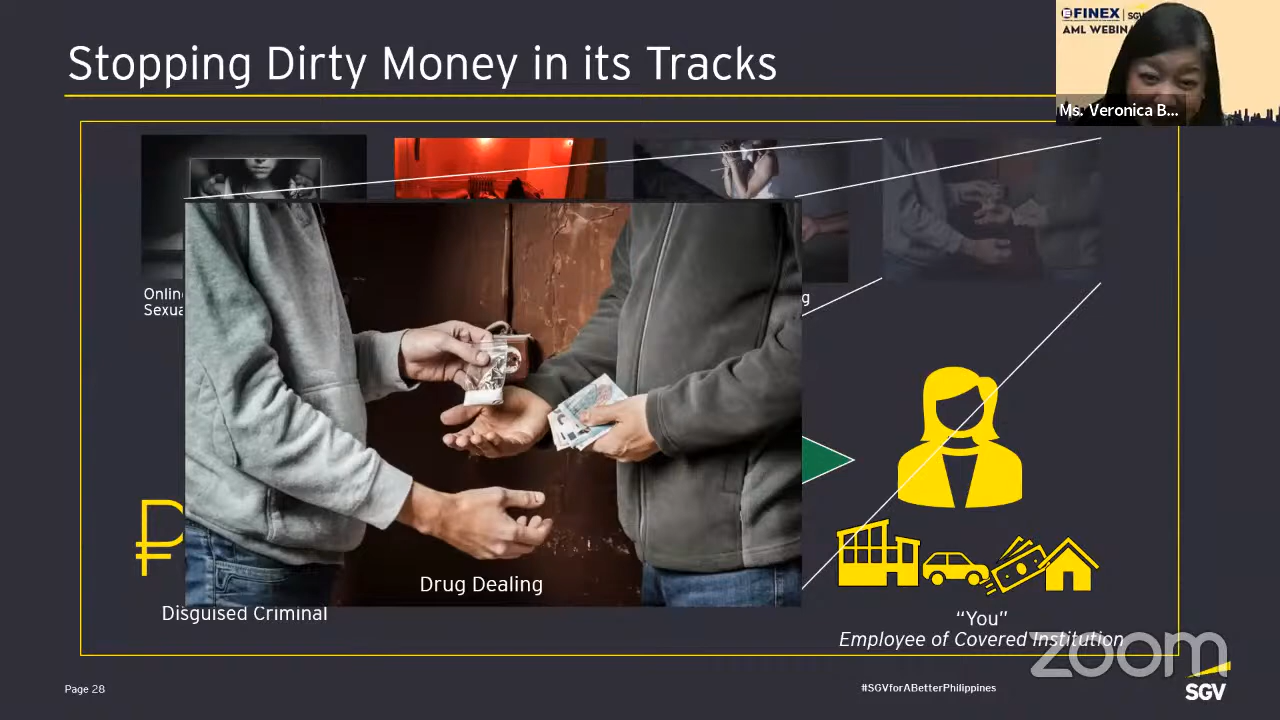 Stopping Dirty Money in its Tracks
FINEX SGV
AML WEBIN
Ms. Veronica B...
Onlin
Sexua
g
Drug Dealing
Disguised Criminal
“You”
Employee of Covered Institution
zoom
Page 28
#SGVforABetterPhilippines
SGV